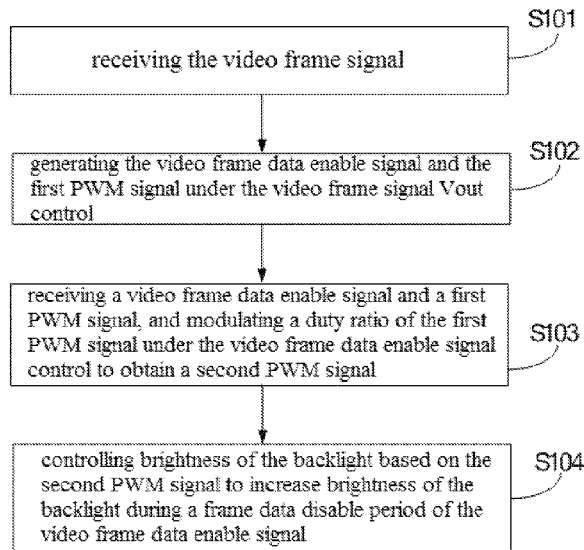 S101
receiving the video frame signal
S102
generating the video frame data enable signal and the
first PWM signal under the video frame signal Vout
control
receiving a video frame data enable signal and a first
PWM signal, and modulating a duty ratio of the first
PWM signal under the video frame data enable signal
control to obtain a second PWM signal
S103
controlling brightness of the backlight based on the
second PWM signal to increase brightness of the
backlight during a frame data disable period of the
video frame data enable signal
S104